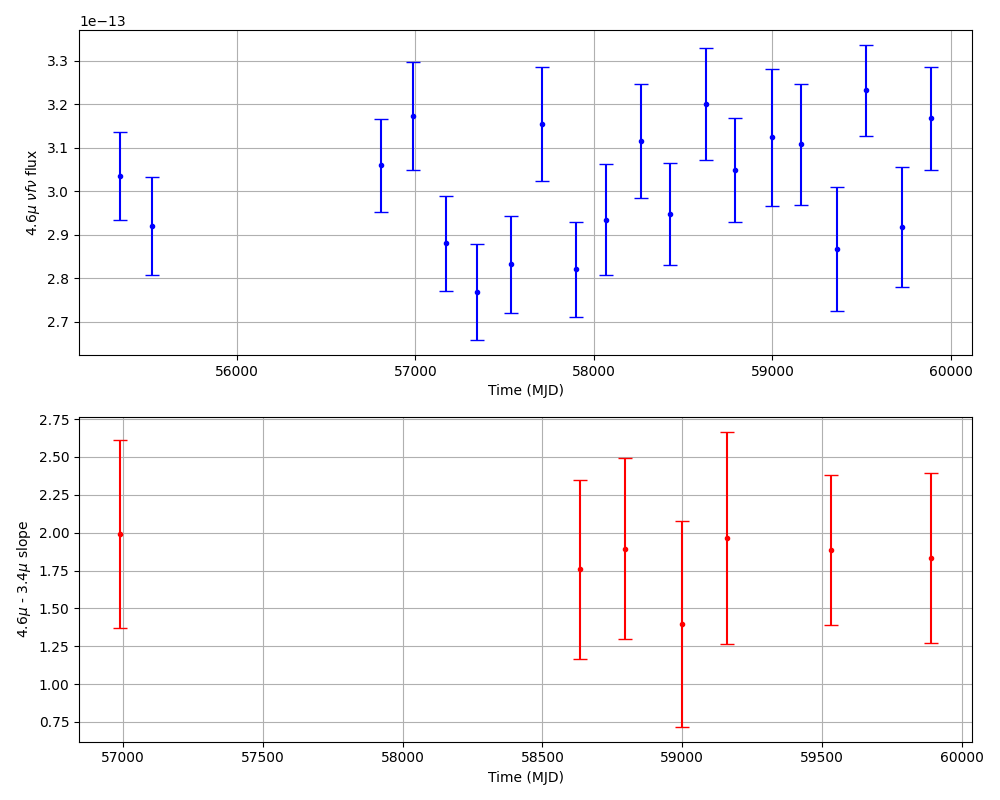 1e−13
3.3
3.2
3.1
3.0
2.9
2.8
2.7
4.6μ νfν flux
56000 57000 58000 59000 60000
Time (MJD)
2.75
2.50
2.25
2.00
1.75
1.50
1.25
1.00
0.75
4.6μ - 3.4μ slope
57000 57500 58000 58500 59000 59500 60000
Time (MJD)